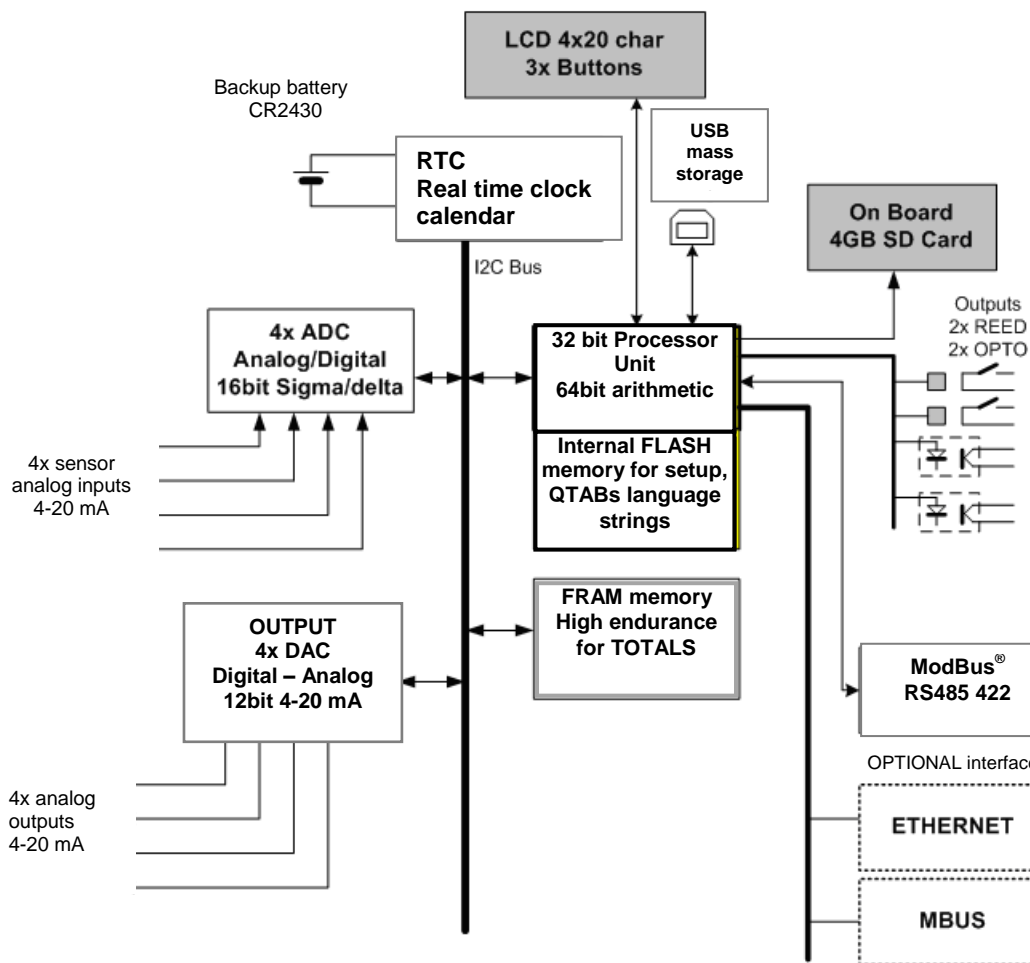 LCD 4x20 char
3x Buttons
Backup battery
CR2430
USB
mass
storage
RTC
Real time clock
calendar
On Board
4GB SD Card
I2C Bus
Outputs
2x REED
2x OPTO
4x ADC
Analog/Digital
16bit Sigma/delta
32 bit Processor
Unit
64bit arithmetic
Internal FLASH
memory for setup,
QTABs language
strings
4x sensor
analog inputs
4-20 mA
FRAM memory
High endurance
for TOTALS
OUTPUT
4x DAC
Digital – Analog
12bit 4-20 mA
ModBus®
RS485 422
OPTIONAL interface
4x analog
outputs
4-20 mA
ETHERNET
MBUS